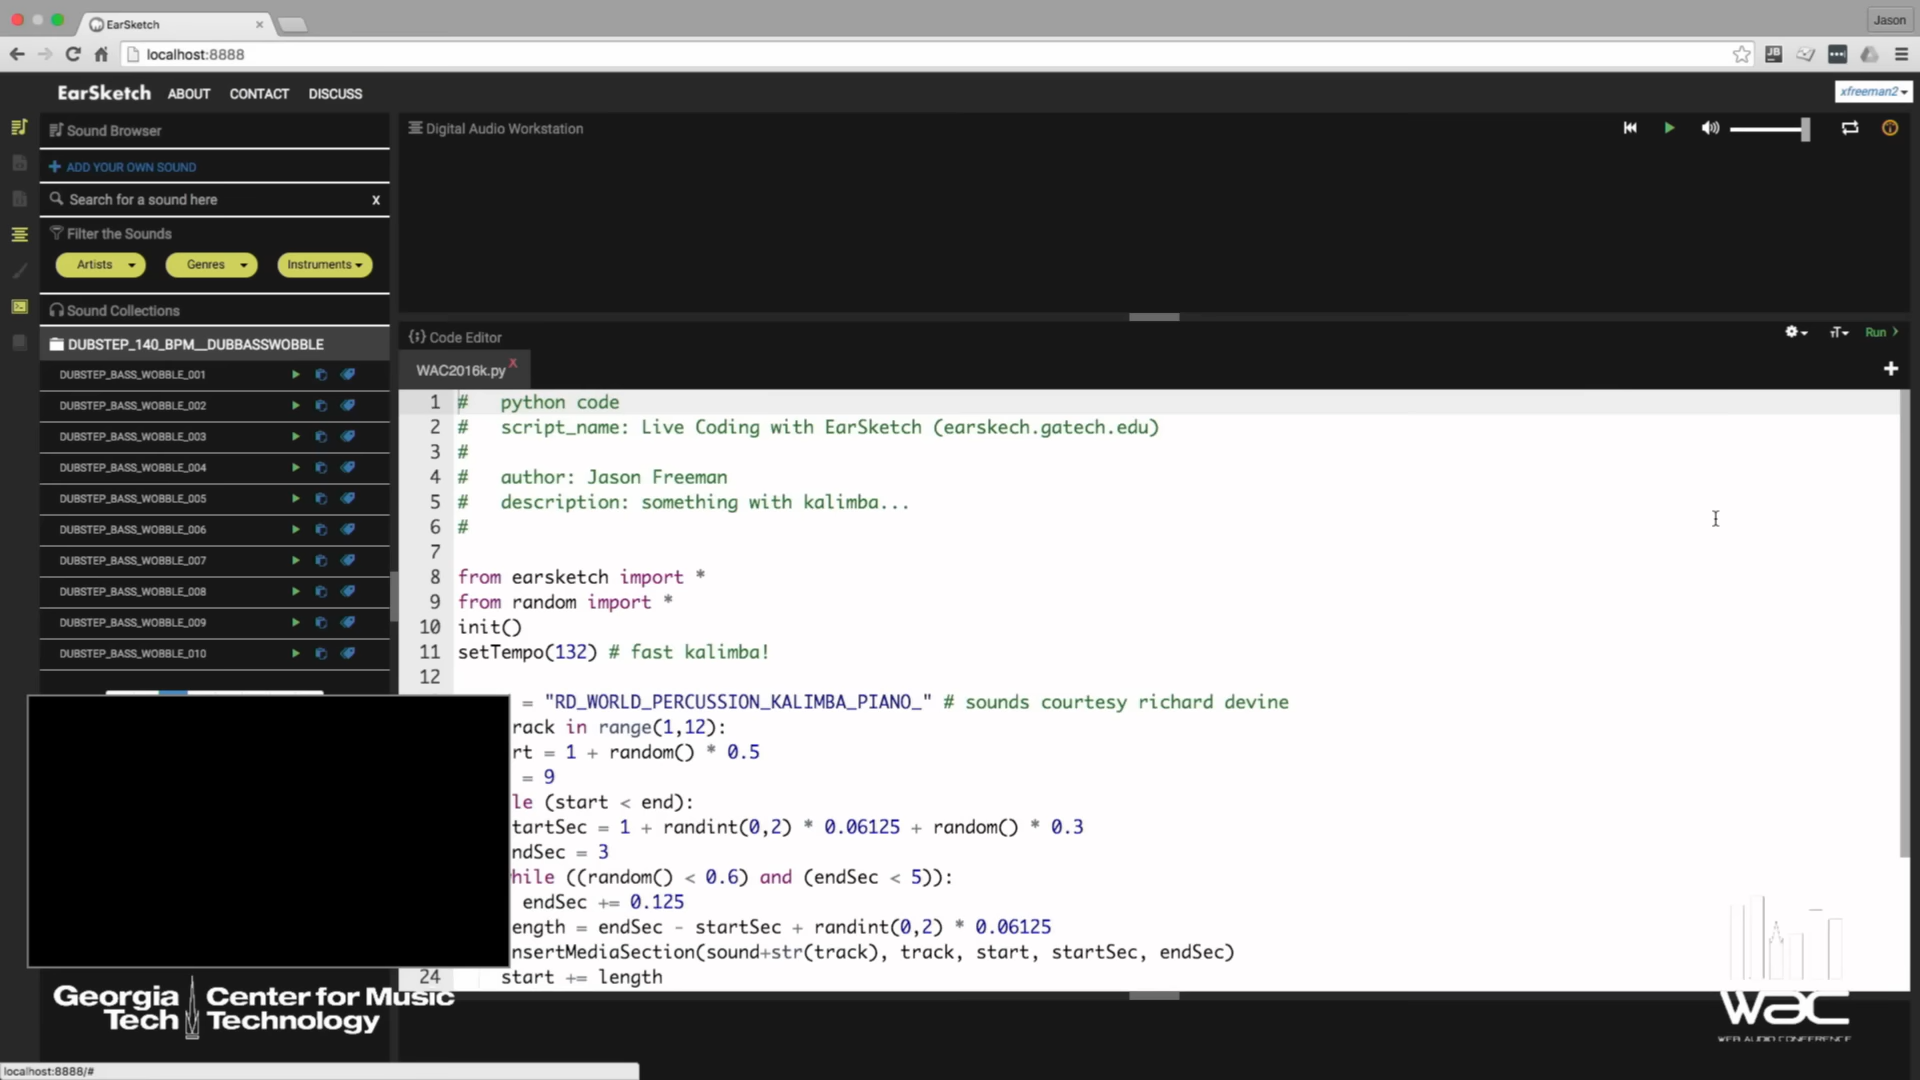 EarSketch
Jason
localhost:8888
EarSketch ABOUT CONTACT DISCUSS
xfreeman2
Sound Browser
+ ADD YOUR OWN SOUND
Search for a sound here x
Filter the Sounds
Artists Genres Instruments
Sound Collections
DUBSTEP_140_BPM__DUBBASSWOBBLE
DUBSTEP_BASS_WOBBLE_001
DUBSTEP_BASS_WOBBLE_002
DUBSTEP_BASS_WOBBLE_003
DUBSTEP_BASS_WOBBLE_004
DUBSTEP_BASS_WOBBLE_005
DUBSTEP_BASS_WOBBLE_006
DUBSTEP_BASS_WOBBLE_007
DUBSTEP_BASS_WOBBLE_008
DUBSTEP_BASS_WOBBLE_009
DUBSTEP_BASS_WOBBLE_010
Digital Audio Workstation
{;} Code Editor
Run >
WAC2016k.py x
1 # python code
2 # script_name: Live Coding with EarSketch (earskech.gatech.edu)
3 #
4 # author: Jason Freeman
5 # description: something with kalimba...
6 #
7
8 from earsketch import *
9 from random import *
10 init()
11 setTempo(132) # fast kalimba!
12
= "RD_WORLD_PERCUSSION_KALIMBA_PIANO_" # sounds courtesy richard devine
rack in range(1,12):
rt = 1 + random() * 0.5
= 9
le (start < end):
tartSec = 1 + randint(0,2) * 0.06125 + random() * 0.3
ndSec = 3
hile ((random() < 0.6) and (endSec < 5)):
endSec += 0.125
ength = endSec - startSec + randint(0,2) * 0.06125
nsertMediaSection(sound+str(track), track, start, startSec, endSec)
24 start += length
Georgia Tech
Center for Music Technology
wac
WEB AUDIO CONFERENCE
localhost:8888/#